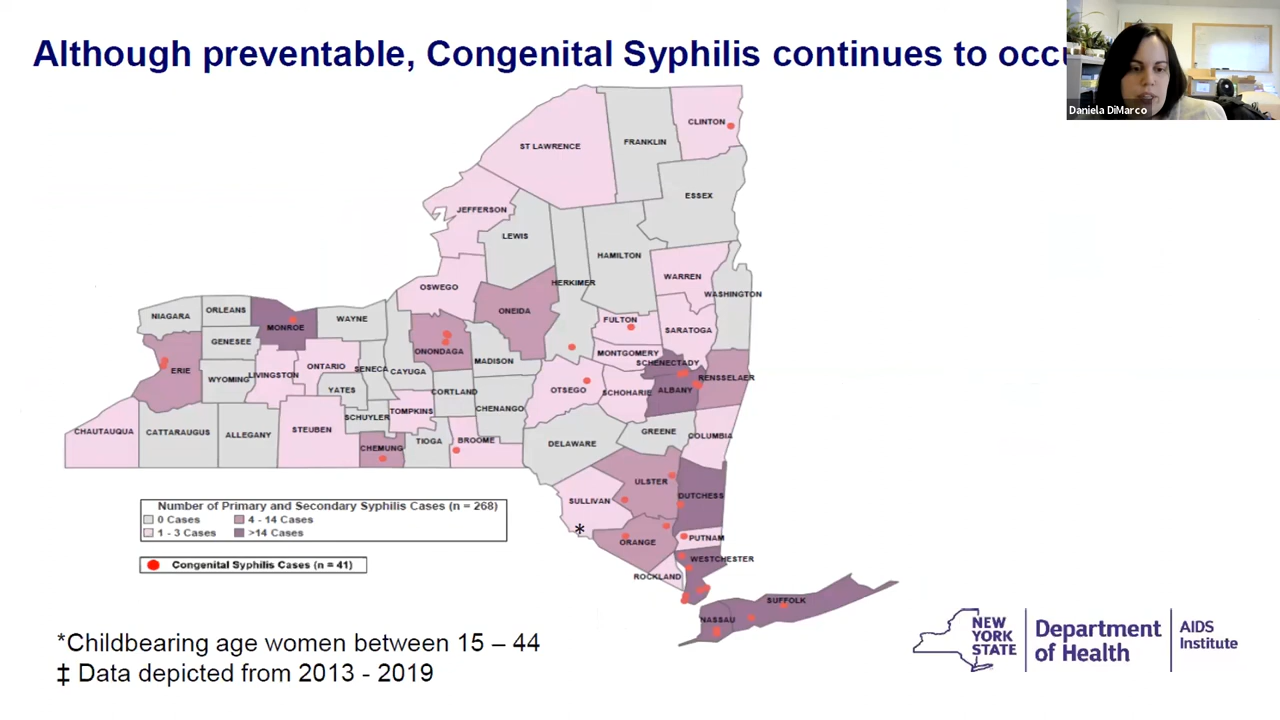 Although preventable, Congenital Syphilis continues to occu
Daniela DiMarco
CLINTON
FRANKLIN
ST LAWRENCE
ESSEX
JEFFERSON
LEWIS
HAMILTON
WARREN
HERKIMER
OSWEGO
WASHINGTON
ORLEANS
ONEIDA
NIAGARA
WAYNE
FULTON
MONROE
SARATOGA
GENESEE
ONONDAGA
MONTGOMERY
MADISON
SCHENECTADY
ONTARIO
SENECA
ERIE
CAYUGA
LIVINGSTON
WYOMING
RENSSELAER
YATES
OTSEGO
ALBANY
CORTLAND
SCHOHARIE
CHENANGO
TOMPKINS
SCHUYLER
STEUBEN
CHAUTAUQUA
CATTARAUGUS
ALLEGANY
GREENE
COLUMBIA
BROOME
TIOGA
DELAWARE
CHEMUNG
ULSTER
DUTCHESS
SULLIVAN
*
PUTNAM
ORANGE
WESTCHESTER
ROCKLAND
SUFFOLK
NASSAU
Number of Primary and Secondary Syphilis Cases (n = 268)
0 Cases 4 - 14 Cases
1 - 3 Cases >14 Cases
Congenital Syphilis Cases (n = 41)
*Childbearing age women between 15 – 44
‡ Data depicted from 2013 - 2019
NEW
YORK
STATE
Department
of Health
AIDS
Institute